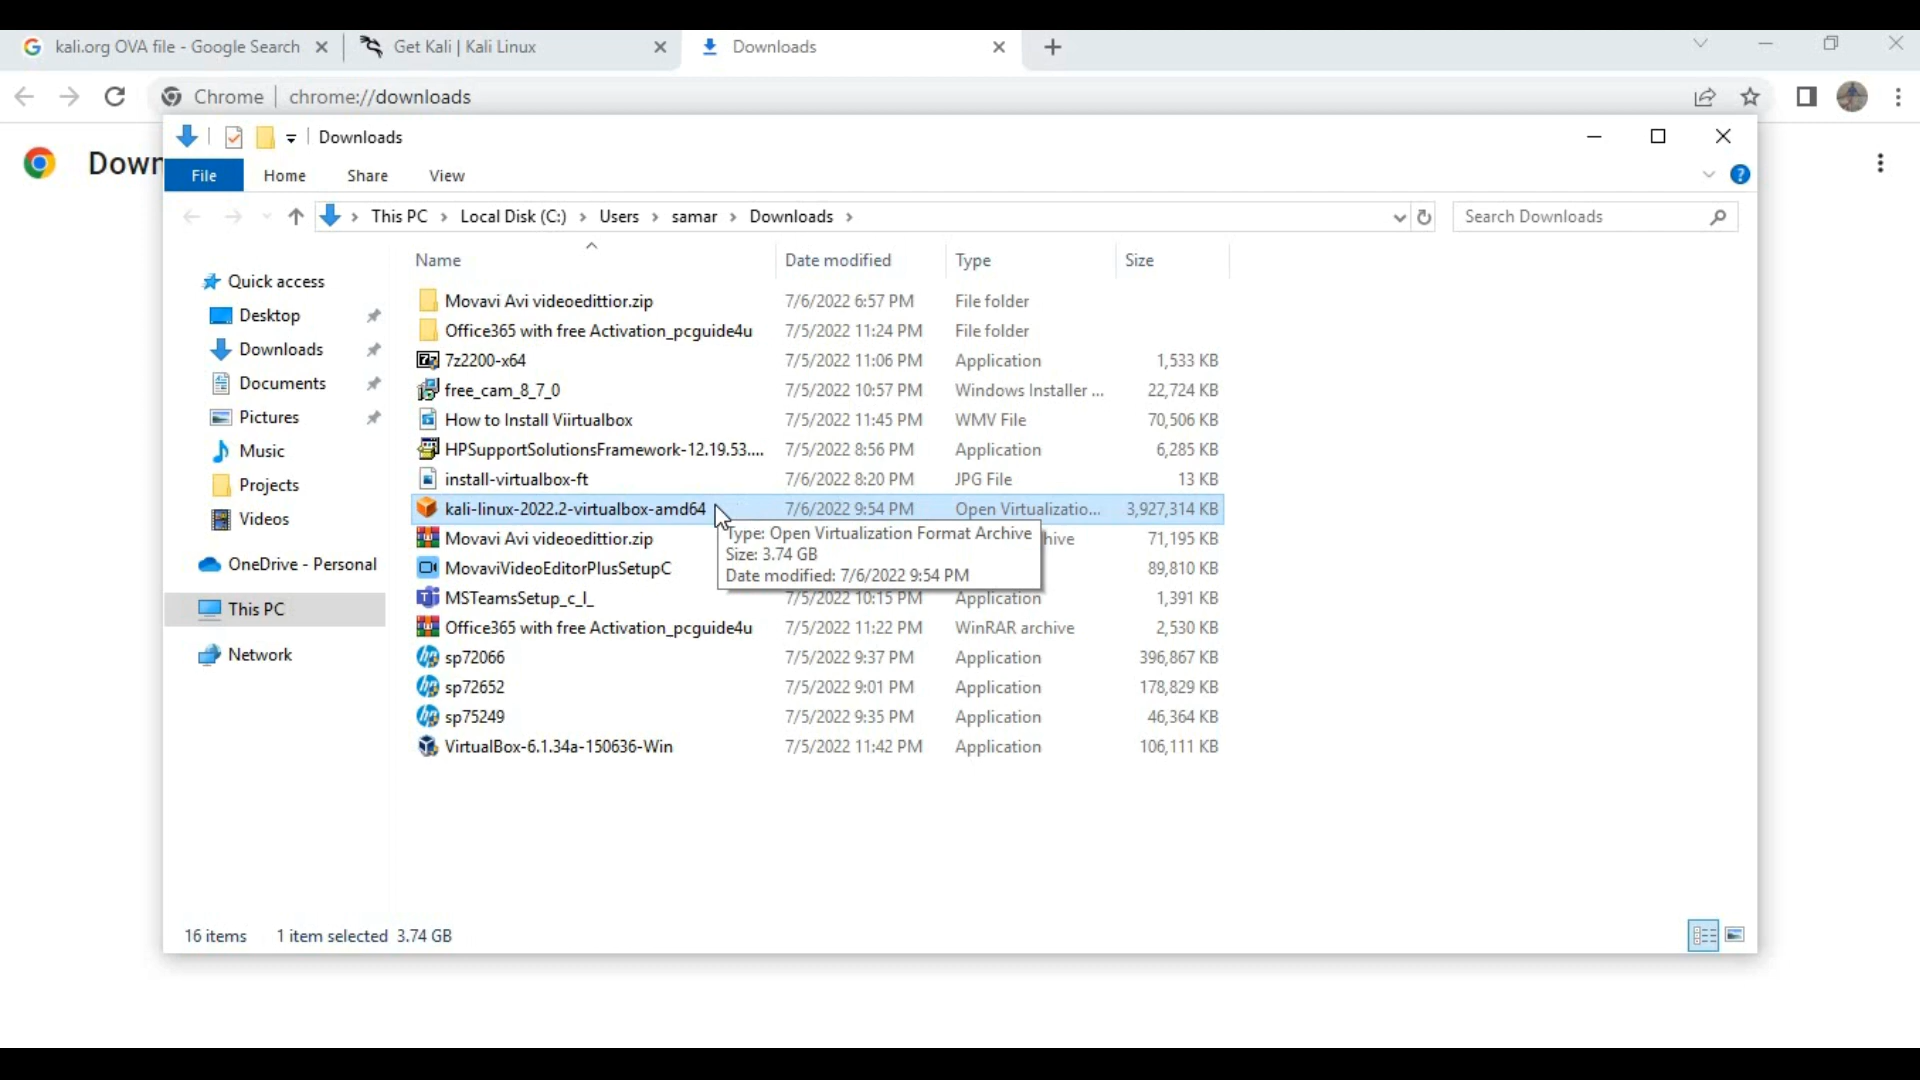 kali.org OVA file - Google Search
Get Kali | Kali Linux
Downloads
Chrome | chrome://downloads
Down
Downloads
File Home Share View
This PC > Local Disk (C:) > Users > samar > Downloads >
Search Downloads
Name Date modified Type Size
Quick access
Desktop
Downloads
Documents
Pictures
Music
Projects
Videos
OneDrive - Personal
This PC
Network
Movavi Avi videoedittior.zip 7/6/2022 6:57 PM File folder
Office365 with free Activation_pcguide4u 7/5/2022 11:24 PM File folder
7z2200-x64 7/5/2022 11:06 PM Application 1,533 KB
free_cam_8_7_0 7/5/2022 10:57 PM Windows Installer ... 22,724 KB
How to Install Viirtualbox 7/5/2022 11:45 PM WMV File 70,506 KB
HPSupportSolutionsFramework-12.19.53.... 7/5/2022 8:56 PM Application 6,285 KB
install-virtualbox-ft 7/6/2022 8:20 PM JPG File 13 KB
kali-linux-2022.2-virtualbox-amd64 7/6/2022 9:54 PM Open Virtualizatio... 3,927,314 KB
Movavi Avi videoedittior.zip hive 71,195 KB
MovaviVideoEditorPlusSetupC 89,810 KB
MSTeamsSetup_c_l_ 7/5/2022 10:15 PM Application 1,391 KB
Office365 with free Activation_pcguide4u 7/5/2022 11:22 PM WinRAR archive 2,530 KB
sp72066 7/5/2022 9:37 PM Application 396,867 KB
sp72652 7/5/2022 9:01 PM Application 178,829 KB
sp75249 7/5/2022 9:35 PM Application 46,364 KB
VirtualBox-6.1.34a-150636-Win 7/5/2022 11:42 PM Application 106,111 KB
Type: Open Virtualization Format Archive
Size: 3.74 GB
Date modified: 7/6/2022 9:54 PM
16 items 1 item selected 3.74 GB